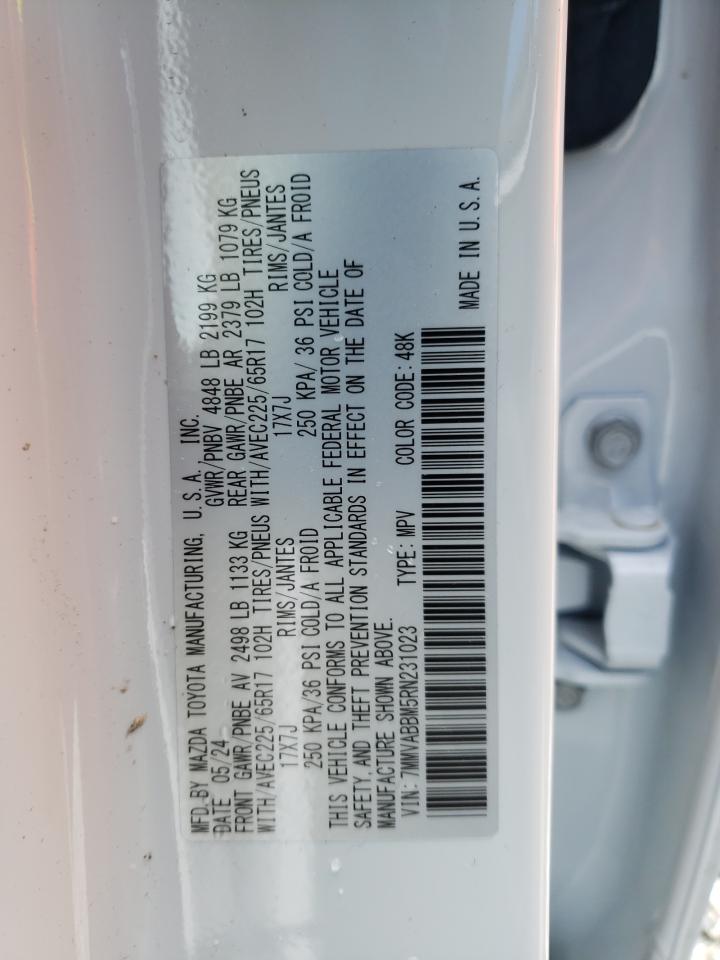 MFD.BY MAZDA TOYOTA MANUFACTURING, U.S.A. INC.
DATE 05/24 GVWR/PNBV 4848 LB 2199 KG
FRONT GAWR/PNBE AV 2498 LB 1133 KG REAR GAWR/PNBE AR 2379 LB 1079 KG
WITH/AVEC225/65R17 102H TIRES/PNEUS WITH/AVEC225/65R17 102H TIRES/PNEUS
17X7J RIMS/JANTES 17X7J RIMS/JANTES
250 KPA/36 PSI COLD/A FROID 250 KPA/ 36 PSI COLD/A FROID
THIS VEHICLE CONFORMS TO ALL APPLICABLE FEDERAL MOTOR VEHICLE
SAFETY, AND THEFT PREVENTION STANDARDS IN EFFECT ON THE DATE OF
MANUFACTURE SHOWN ABOVE.
VIN: 7MMVABBM5RN231023 TYPE: MPV COLOR CODE: 48K
MADE IN U.S.A.